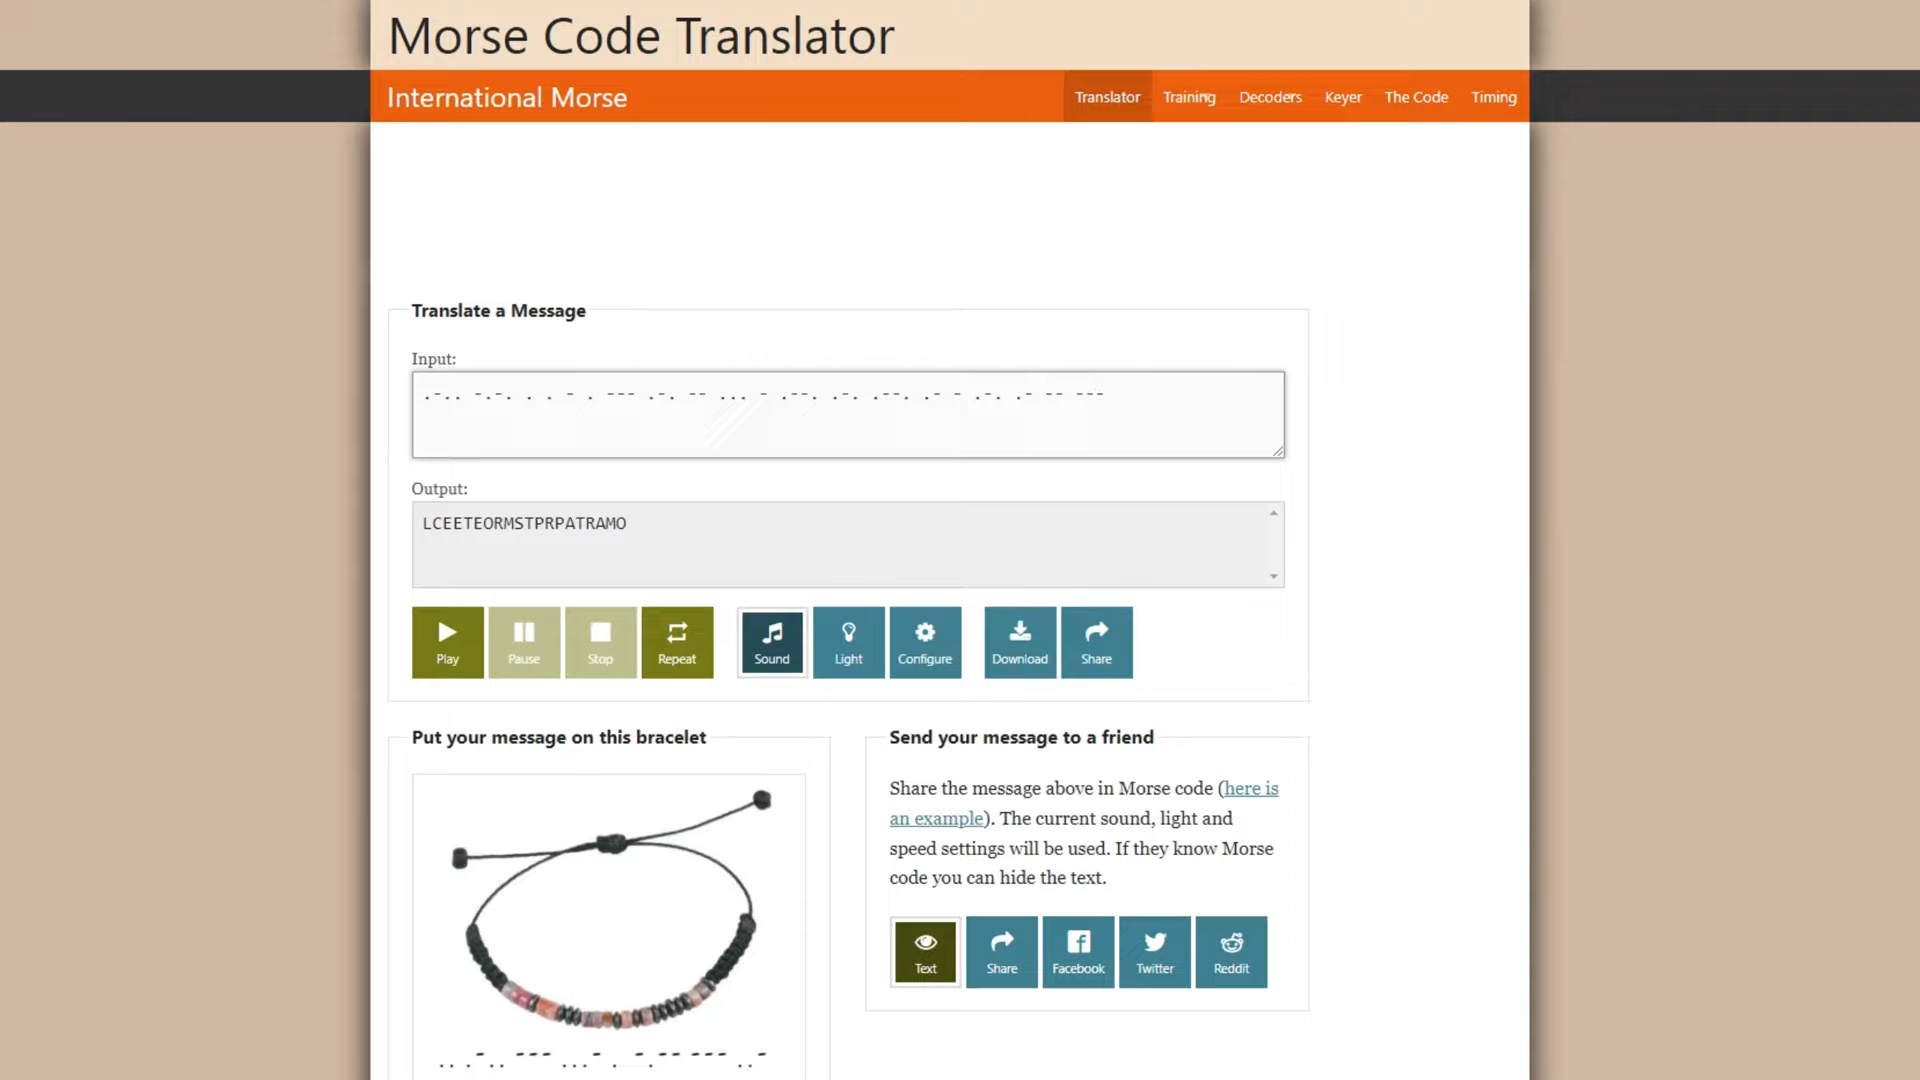 Morse Code Translator
International Morse
Translator Training Decoders Keyer The Code Timing
Translate a Message
Input:
.-.. -.-. . . - . --- .-. -- ... - .--. .-. .--. .- - .-. .- -- ---
Output:
LCEETEORMSTPRPATRAMO
Play Pause Stop Repeat Sound Light Configure Download Share
Put your message on this bracelet
.. .-.. --- ...- . -.-- --- ..-
Send your message to a friend
Share the message above in Morse code (here is
an example). The current sound, light and
speed settings will be used. If they know Morse
code you can hide the text.
Text Share Facebook Twitter Reddit